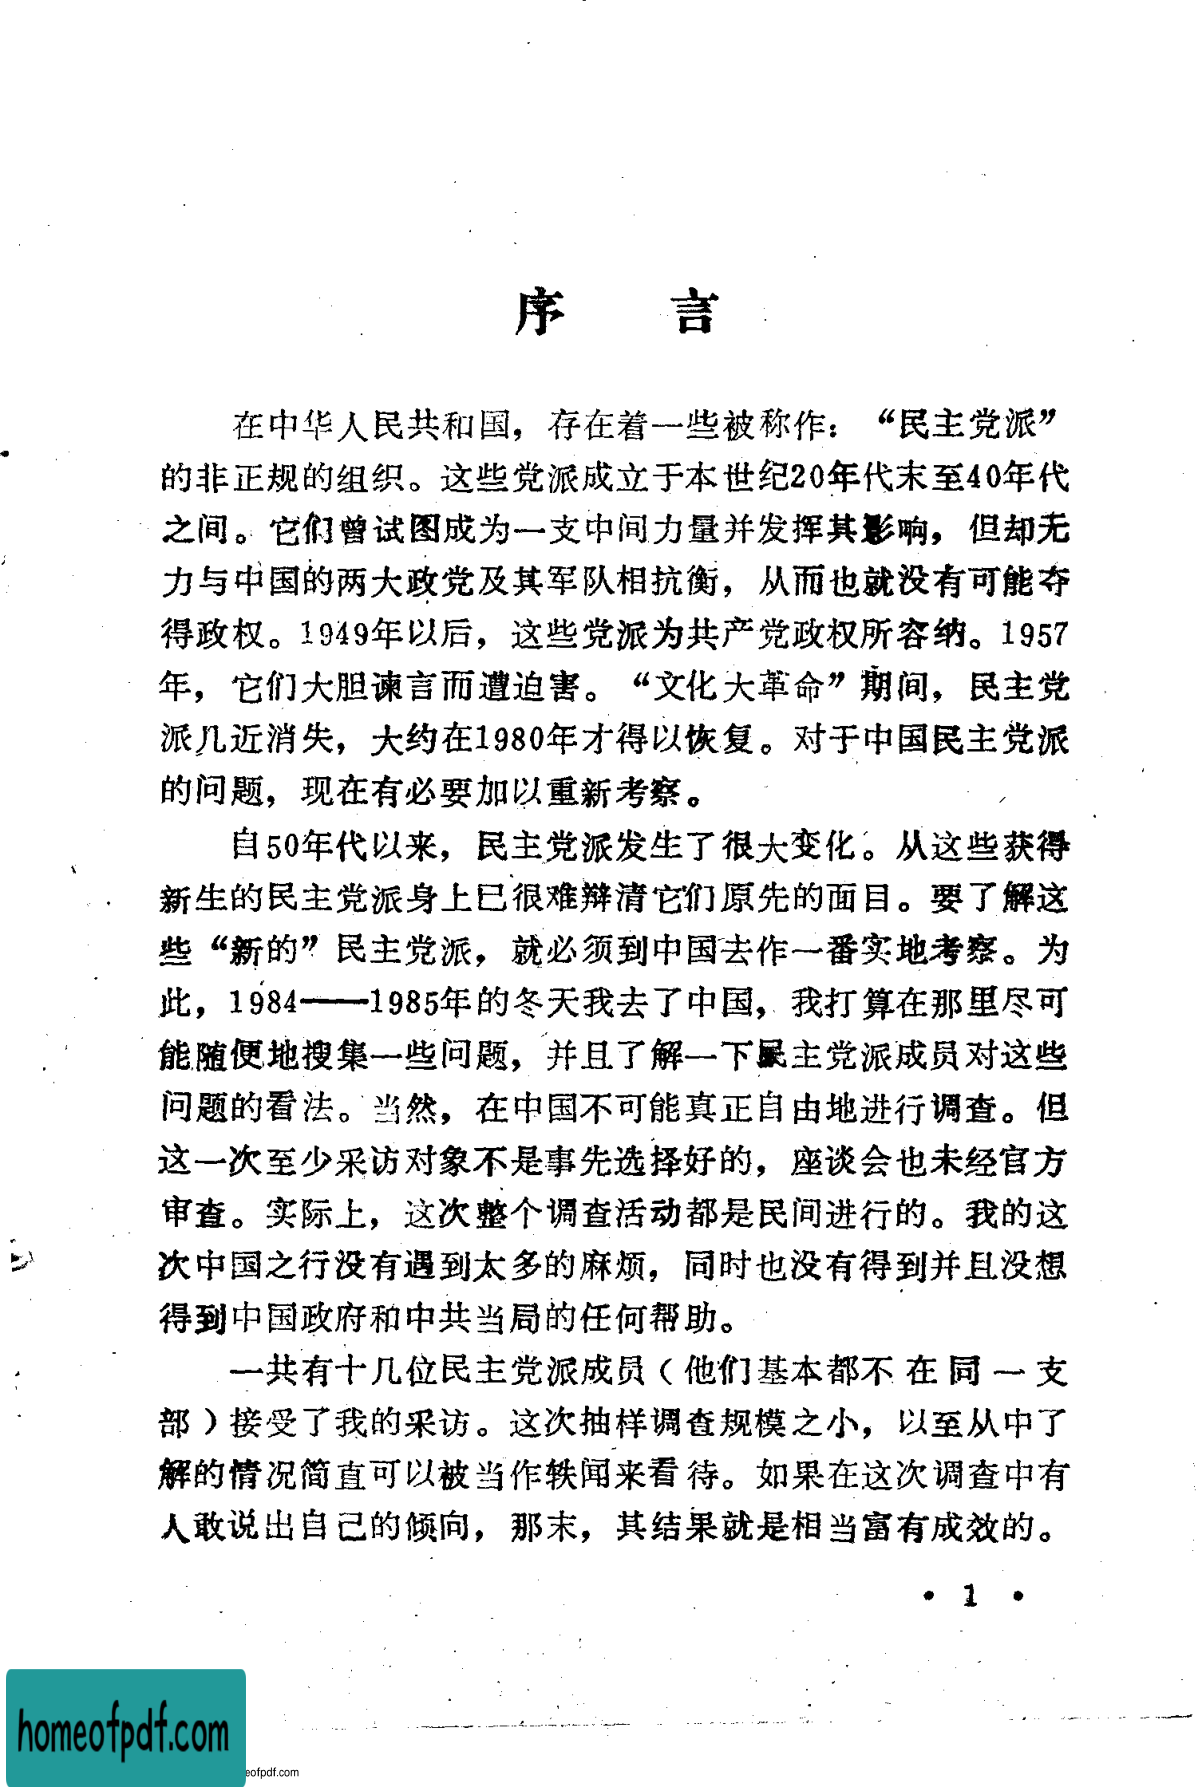 序 言
在中华人民共和国，存在着一些被称作：“民主党派”
的非正规的组织。这些党派成立于本世纪20年代末至40年代
之间。它们曾试图成为一支中间力量并发挥其影响，但却无
力与中国的两大政党及其军队相抗衡，从而也就没有可能夺
得政权。1949年以后，这些党派为共产党政权所容纳。1957
年，它们大胆谏言而遭迫害。“文化大革命”期间，民主党
派几近消失，大约在1980年才得以恢复。对于中国民主党派
的问题，现在有必要加以重新考察。
自50年代以来，民主党派发生了很大变化。从这些获得
新生的民主党派身上已很难辩清它们原先的面目。要了解这
些“新的”民主党派，就必须到中国去作一番实地考察。为
此，1984——1985年的冬天我去了中国，我打算在那里尽可
能随便地搜集一些问题，并且了解一下民主党派成员对这些
问题的看法。当然，在中国不可能真正自由地进行调查。但
这一次至少采访对象不是事先选择好的，座谈会也未经官方
审查。实际上，这次整个调查活动都是民间进行的。我的这
次中国之行没有遇到太多的麻烦，同时也没有得到并且没想
得到中国政府和中共当局的任何帮助。
一共有十几位民主党派成员（他们基本都不在同一支
部）接受了我的采访。这次抽样调查规模之小，以至从中了
解的情况简直可以被当作轶闻来看待。如果在这次调查中有
人敢说出自己的倾向，那末，其结果就是相当富有成效的。
• 1 •
homeofpdf.com
eofpdf.com